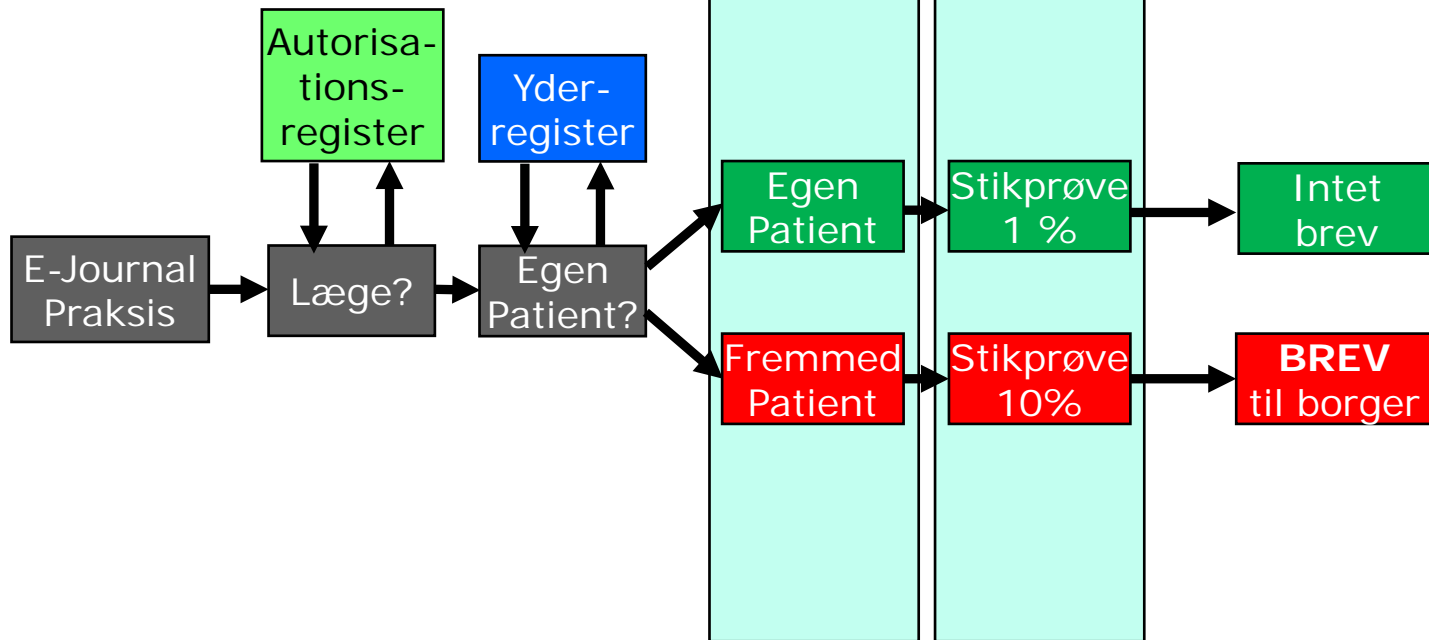 Autorisa-
tions-
register
Yder-
register
E-Journal
Praksis
Læge?
Egen
Patient?
Egen
Patient
Stikprøve
1 %
Intet
brev
Fremmed
Patient
Stikprøve
10%
BREV
til borger